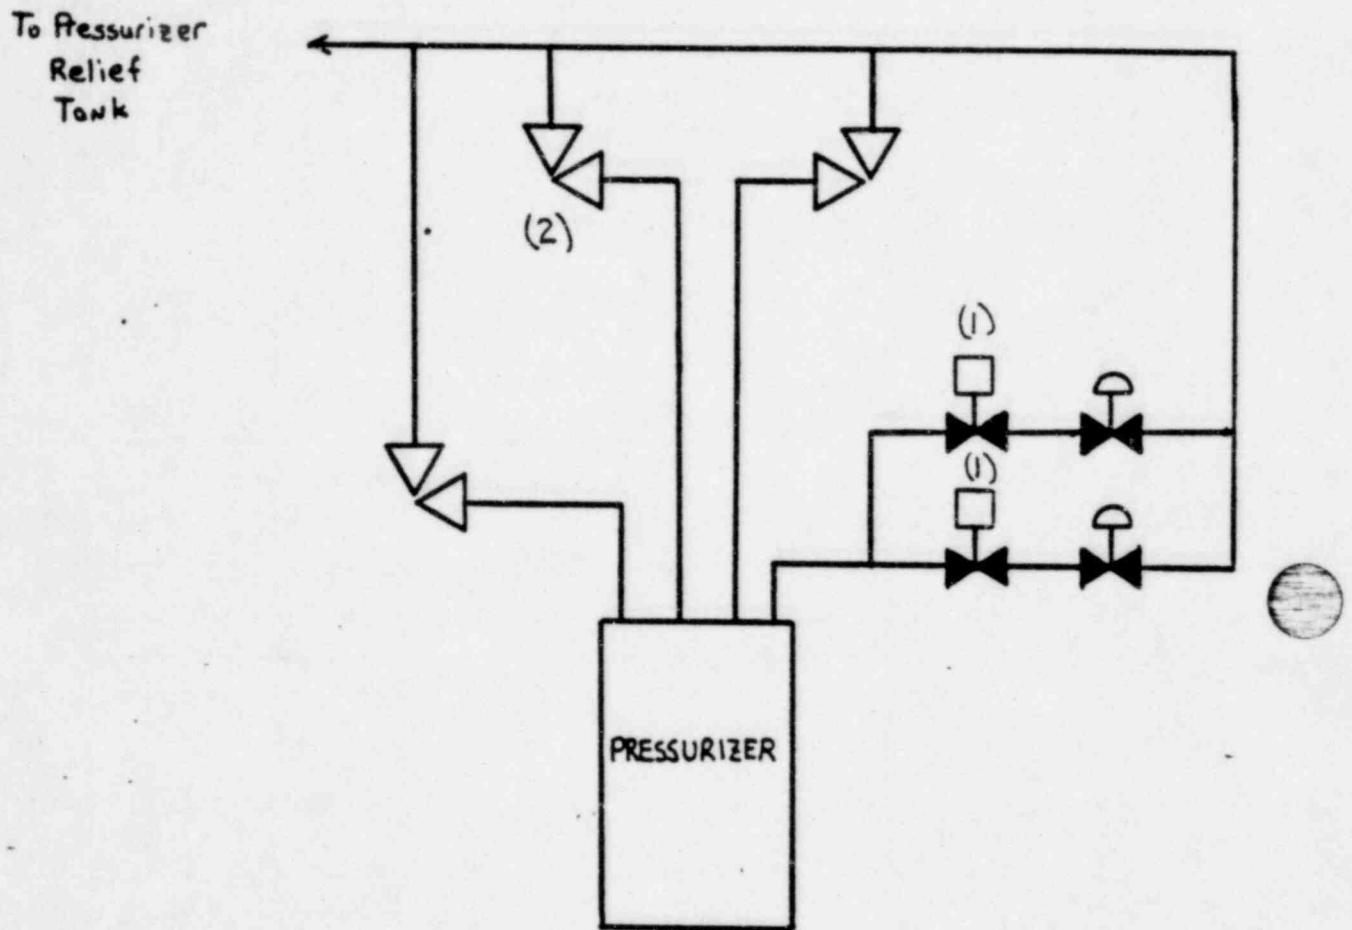 To Pressurizer
Relief
Tank
(2)
(1)
(1)
PRESSURIZER